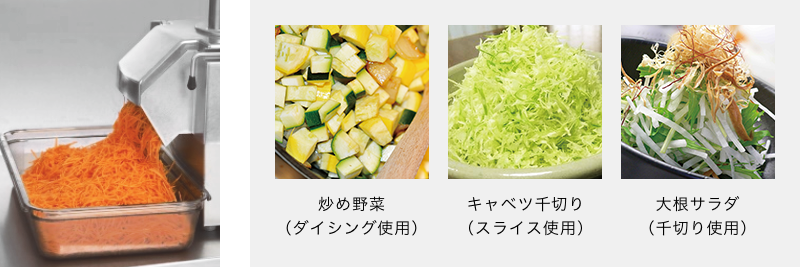 炒め野菜
（ダイシング使用）
キャベツ千切り
（スライス使用）
大根サラダ
（千切り使用）